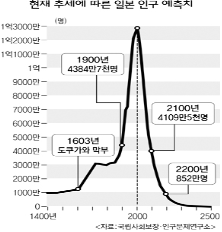 현재 추세에 따른 일본 인구 예측치
(명)
1억3000만
1억2000만
1억1000만
1억
9000만
8000만
7000만
6000만
5000만
4000만
3000만
2000만
1000만
0
1900년
4384만7천명
2100년
4109만5천명
1603년
도쿠가와 막부
2200년
852만명
1400년
2000
2500
<자료:국립사회보장·인구문제연구소>